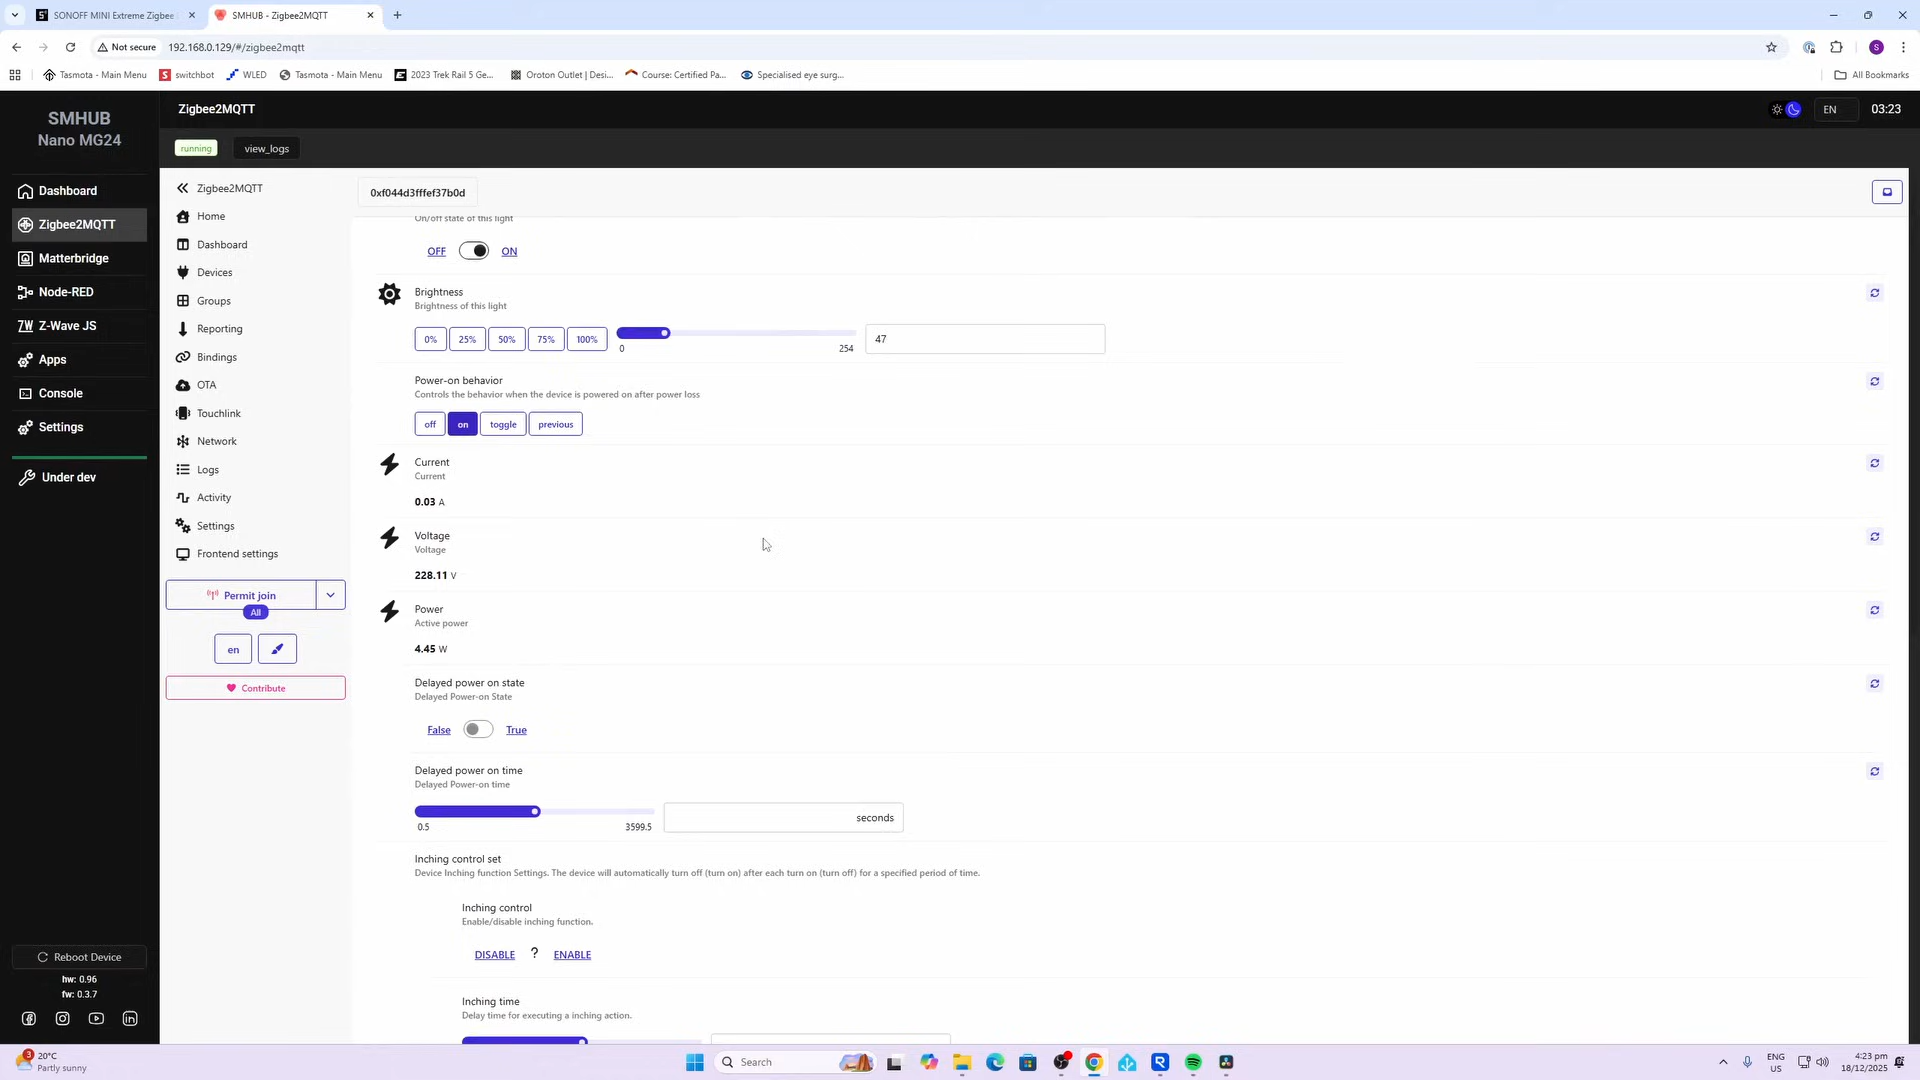 SONOFF MINI Extreme Zigbee
SMHUB - Zigbee2MQTT
Not secure
192.168.0.129/#/zigbee2mqtt
Tasmota - Main Menu
switchbot
WLED
Tasmota - Main Menu
2023 Trek Rail 5 Ge...
Oroton Outlet | Desi...
Course: Certified Pa...
Specialised eye surg...
All Bookmarks
SMHUB
Nano MG24
Dashboard
Zigbee2MQTT
Matterbridge
Node-RED
Z-Wave JS
Apps
Console
Settings
Under dev
Reboot Device
hw: 0.96
fw: 0.3.7
Zigbee2MQTT
EN
03:23
running
view_logs
Zigbee2MQTT
Home
Dashboard
Devices
Groups
Reporting
Bindings
OTA
Touchlink
Network
Logs
Activity
Settings
Frontend settings
Permit join
All
en
Contribute
0xf044d3fffef37b0d
On/off state of this light
OFF ON
Brightness
Brightness of this light
0% 25% 50% 75% 100%
0 254
47
Power-on behavior
Controls the behavior when the device is powered on after power loss
off on toggle previous
Current
Current
0.03 A
Voltage
Voltage
228.11 V
Power
Active power
4.45 W
Delayed power on state
Delayed Power-on State
False True
Delayed power on time
Delayed Power-on time
0.5 3599.5
seconds
Inching control set
Device Inching function Settings. The device will automatically turn off (turn on) after each turn on (turn off) for a specified period of time.
Inching control
Enable/disable inching function.
DISABLE ? ENABLE
Inching time
Delay time for executing a inching action.
3
20°C
Partly sunny
Search
ENG
US
4:23 pm
18/12/2025